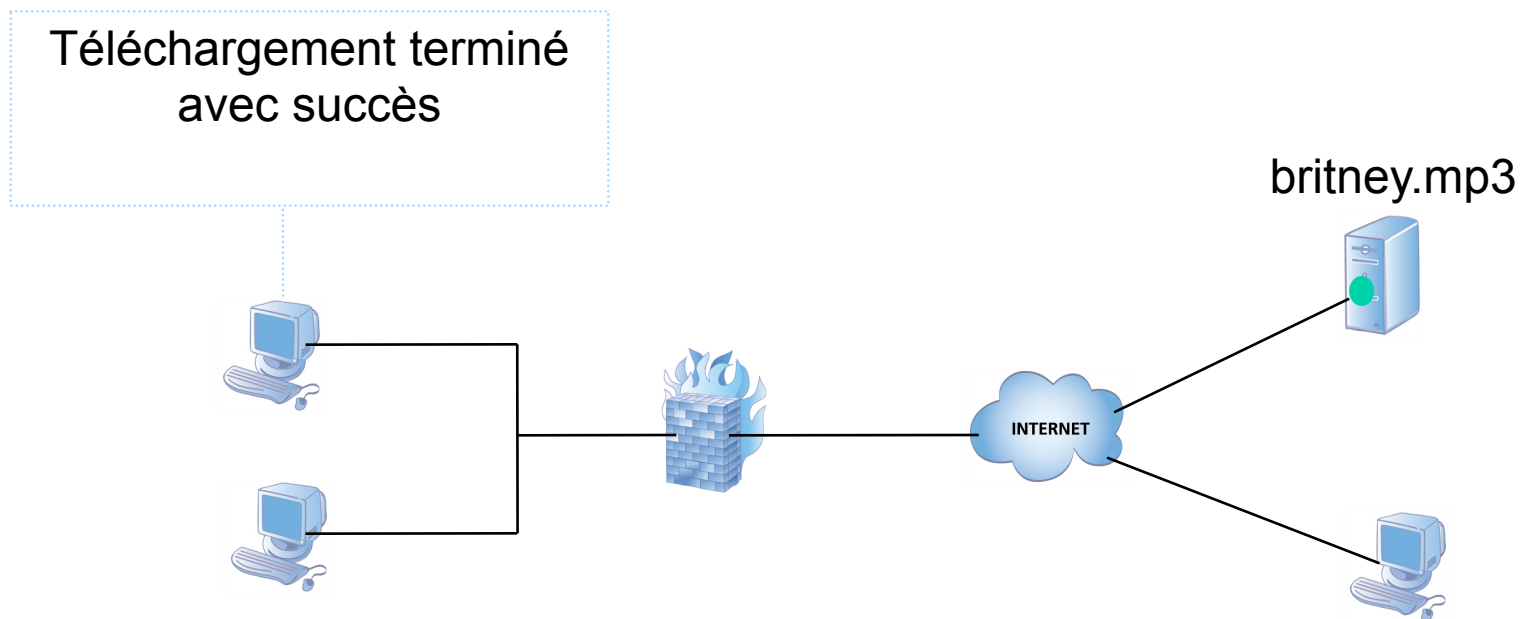 Téléchargement terminé
avec succès
britney.mp3
INTERNET